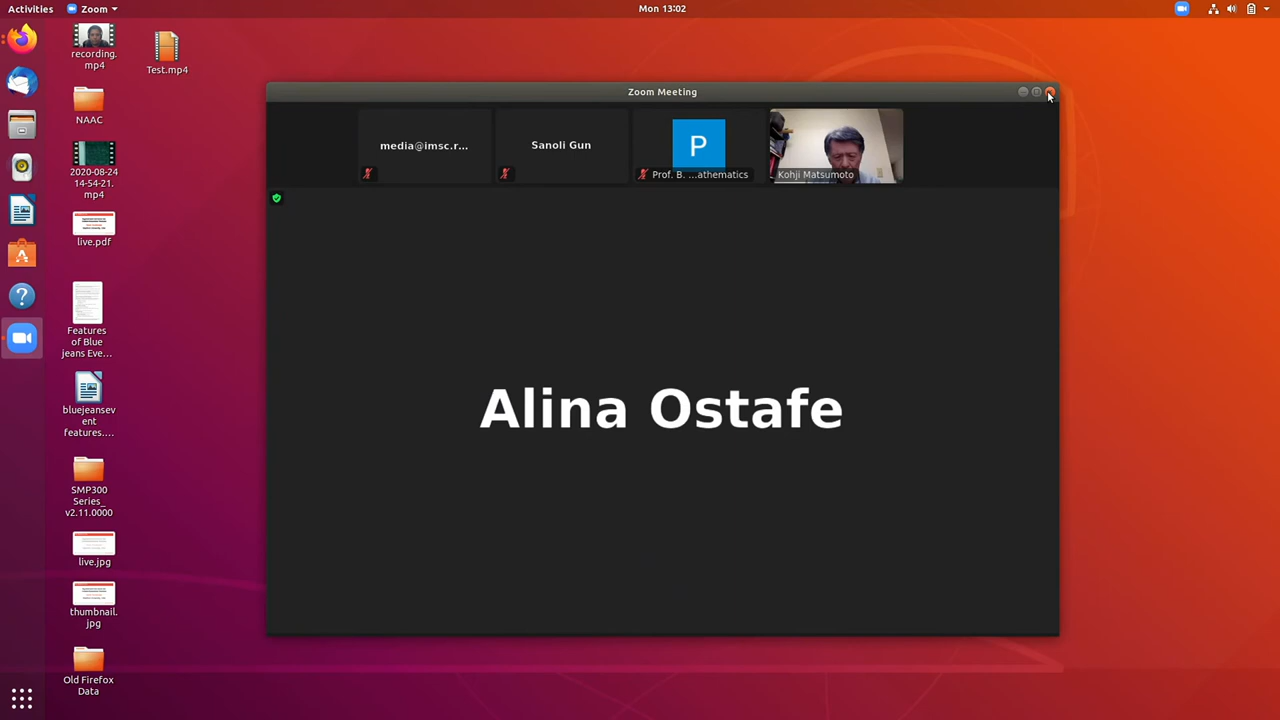 Activities
Zoom
Mon 13:02
recording.
mp4
Test.mp4
NAAC
2020-08-24
14-54-21.
mp4
live.pdf
Features
of Blue
jeans Eve...
bluejeansev
ent
features....
SMP300
Series_
v2.11.0000
live.jpg
thumbnail.
jpg
Old Firefox
Data
Zoom Meeting
media@imsc.r...
Sanoli Gun
P
Prof. B. ...athematics
Kohji Matsumoto
Alina Ostafe